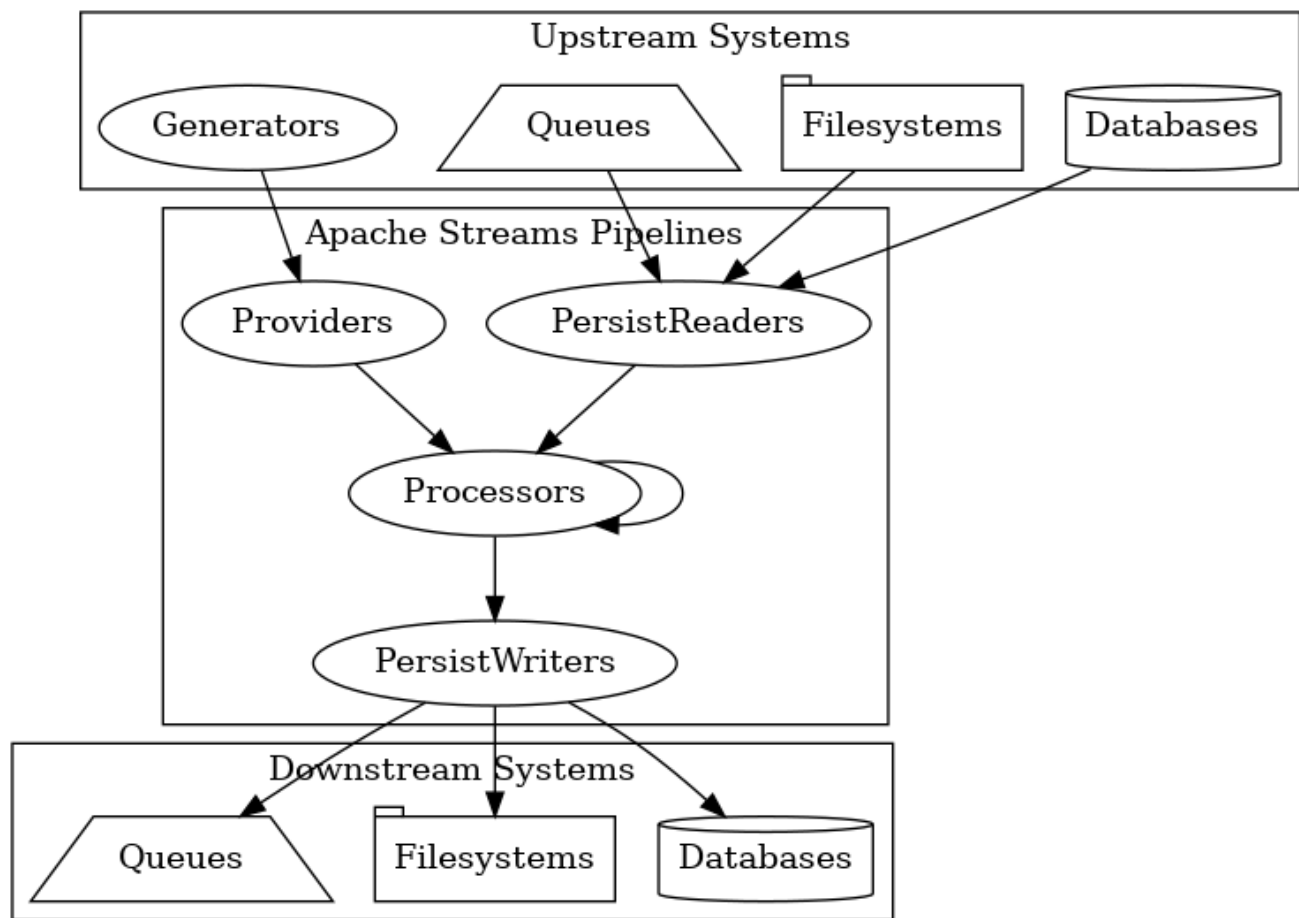 Upstream Systems
Generators
Queues
Filesystems
Databases
Apache Streams Pipelines
Providers
PersistReaders
Processors
PersistWriters
Downstream Systems
Queues
Filesystems
Databases